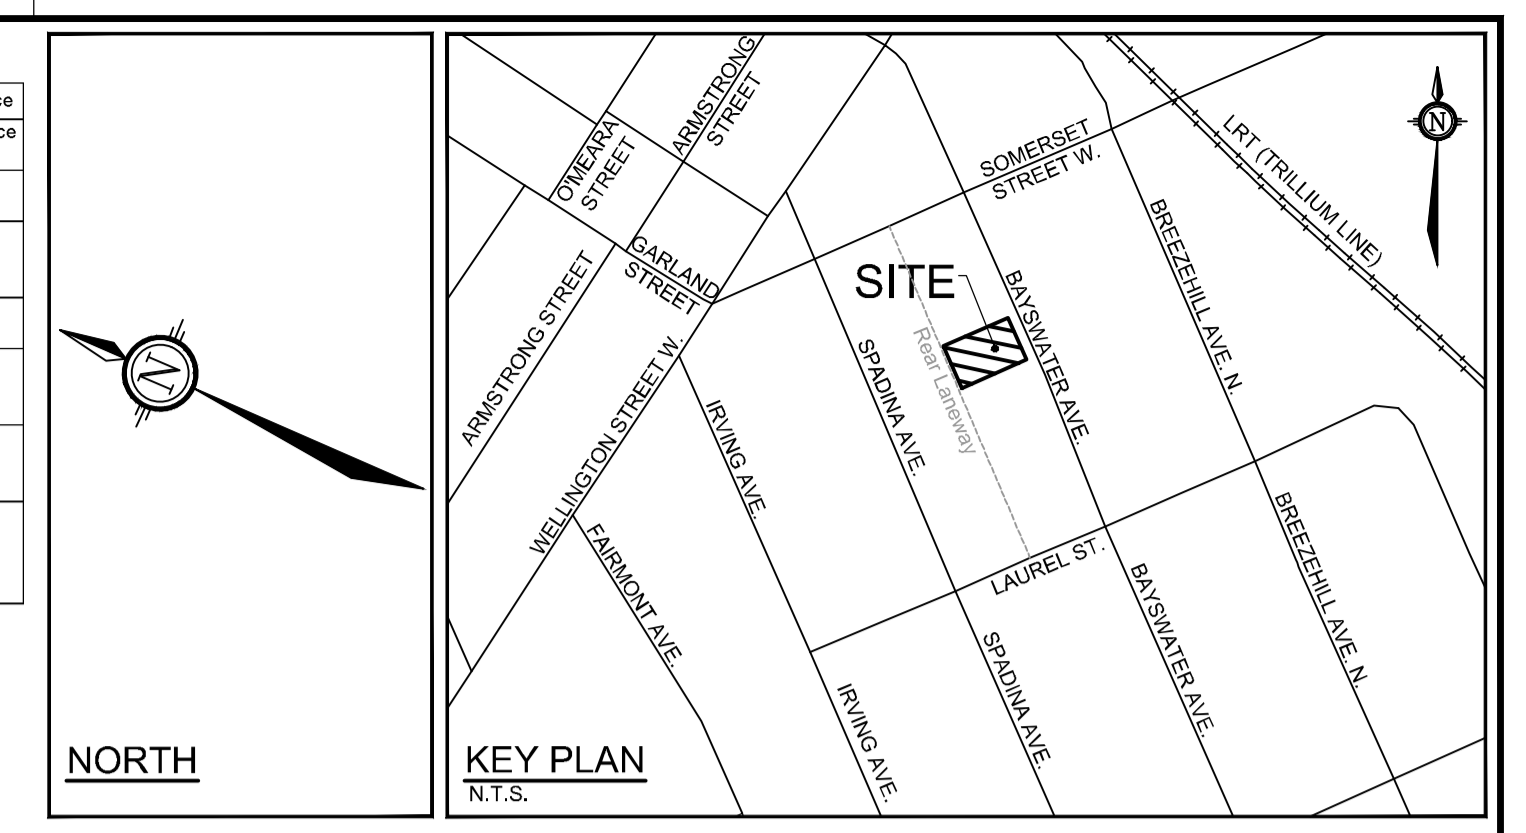 ce
ce
N
NORTH
ARMSTRONG
STREET
O'MEARA
STREET
GARLAND
STREET
ARMSTRONG STREET
WELLINGTON STREET W.
IRVING AVE.
FAIRMONT AVE.
IRVING AVE.
SITE
Rear Laneway
SPADINA AVE.
SPADINA AVE.
SOMERSET
STREET W.
BAYSWATER AVE.
BAYSWATER AVE.
BREEZEHILL AVE. N.
BREEZEHILL AVE. N.
LAUREL ST.
LRT (TRILLIUM LINE)
N
KEY PLAN
N.T.S.